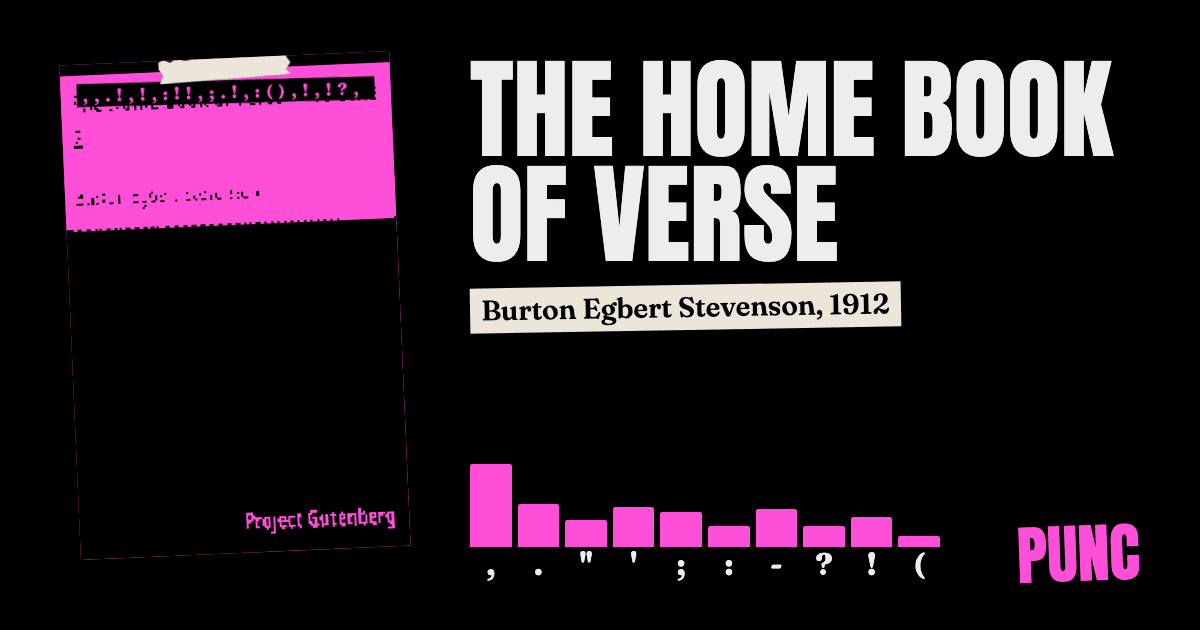 ,,.!,!,:!!,;.!,:(),!,!?,
THE HOME BOOK
OF VERSE
Burton Egbert Stevenson, 1912
Project Gutenberg
, . " ' ; : - ? ! (
PUNC